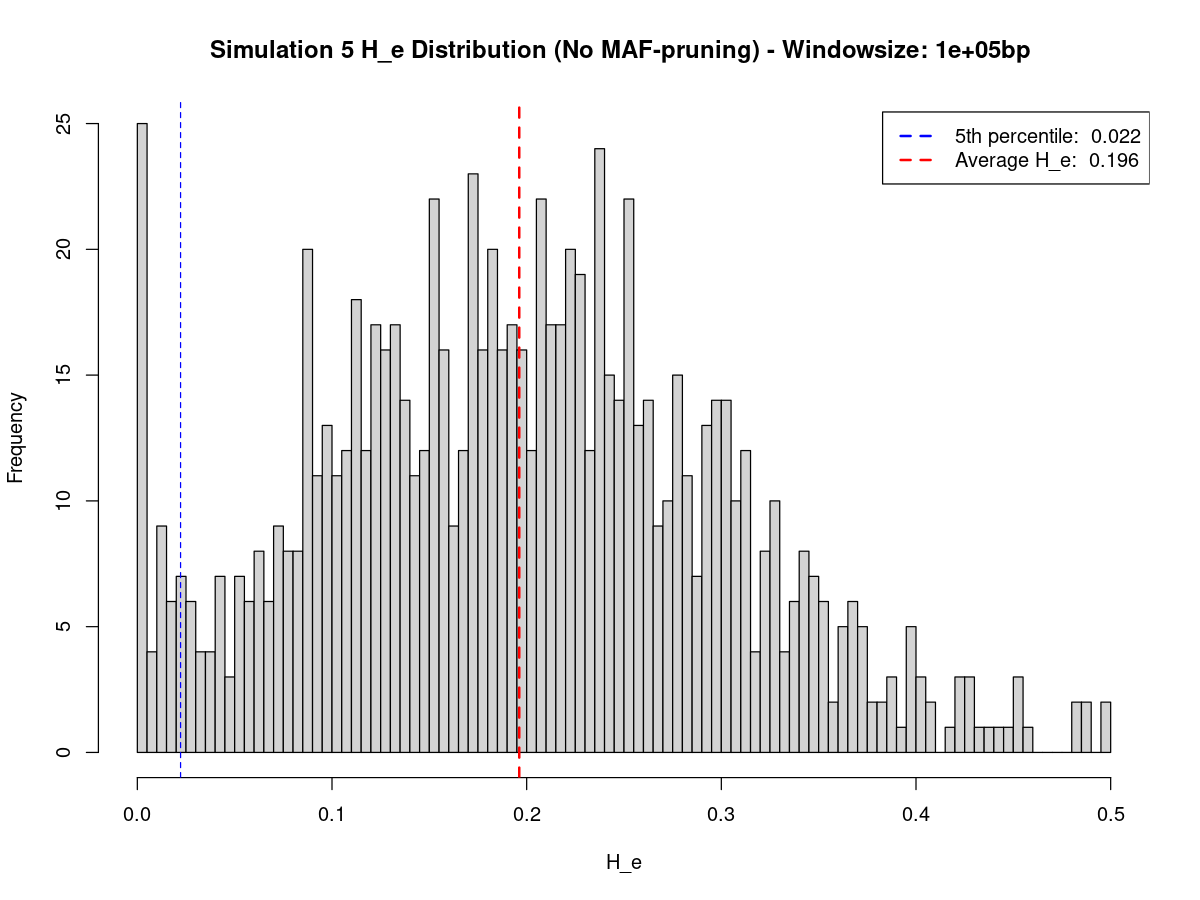 Simulation 5 H_e Distribution (No MAF-pruning) - Windowsize: 1e+05bp
5th percentile:  0.022
Average H_e:  0.196
Frequency
25
20
15
10
5
0
0.0 0.1 0.2 0.3 0.4 0.5
H_e